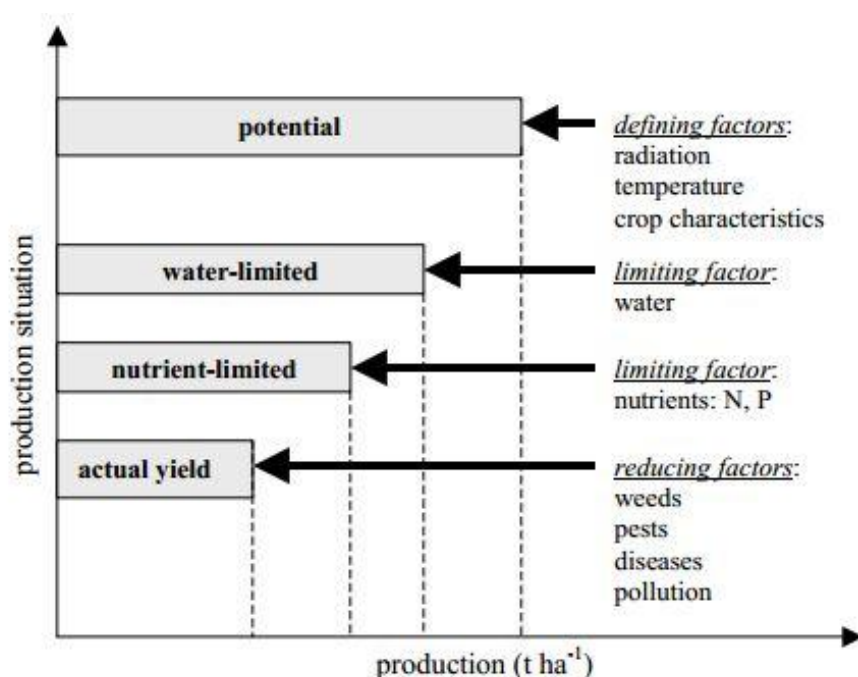 potential
defining factors:
radiation
temperature
crop characteristics
water-limited
limiting factor:
water
nutrient-limited
limiting factor:
nutrients: N, P
actual yield
reducing factors:
weeds
pests
diseases
pollution
production situation
production (t ha⁻¹)